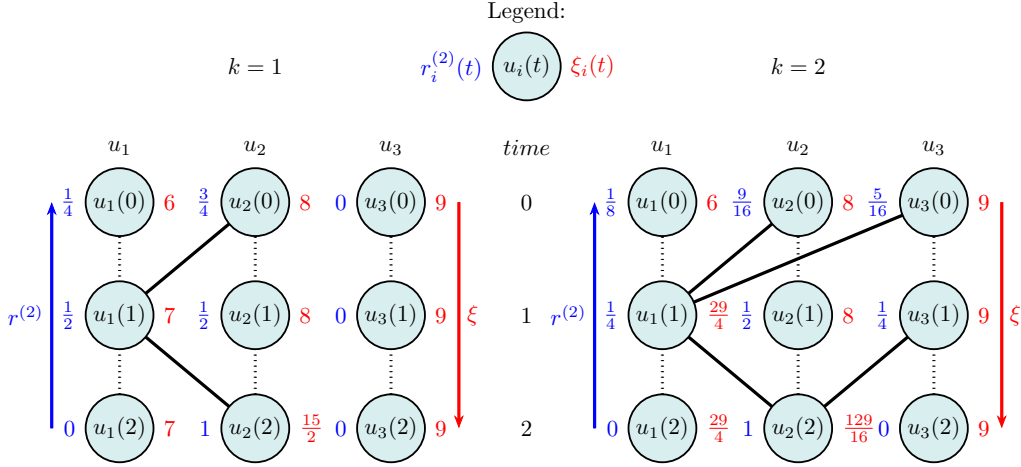 Legend:
k = 1 r_i^{(2)}(t) u_i(t) ξ_i(t) k = 2
u_1 u_2 u_3 time u_1 u_2 u_3
1/4 u_1(0) 6 3/4 u_2(0) 8 0 u_3(0) 9 0 1/8 u_1(0) 6 9/16 u_2(0) 8 5/16 u_3(0) 9
r^{(2)} 1/2 u_1(1) 7 1/2 u_2(1) 8 0 u_3(1) 9 ξ 1 r^{(2)} 1/4 u_1(1) 29/4 1/2 u_2(1) 8 1/4 u_3(1) 9 ξ
0 u_1(2) 7 1 u_2(2) 15/2 0 u_3(2) 9 2 0 u_1(2) 29/4 1 u_2(2) 129/16 0 u_3(2) 9